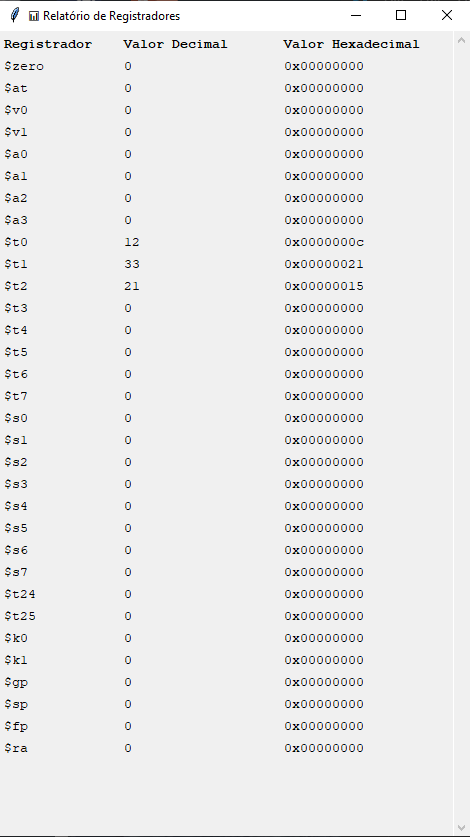 Relatório de Registradores
Registrador Valor Decimal Valor Hexadecimal
$zero 0 0x00000000
$at 0 0x00000000
$v0 0 0x00000000
$v1 0 0x00000000
$a0 0 0x00000000
$a1 0 0x00000000
$a2 0 0x00000000
$a3 0 0x00000000
$t0 12 0x0000000c
$t1 33 0x00000021
$t2 21 0x00000015
$t3 0 0x00000000
$t4 0 0x00000000
$t5 0 0x00000000
$t6 0 0x00000000
$t7 0 0x00000000
$s0 0 0x00000000
$s1 0 0x00000000
$s2 0 0x00000000
$s3 0 0x00000000
$s4 0 0x00000000
$s5 0 0x00000000
$s6 0 0x00000000
$s7 0 0x00000000
$t24 0 0x00000000
$t25 0 0x00000000
$k0 0 0x00000000
$k1 0 0x00000000
$gp 0 0x00000000
$sp 0 0x00000000
$fp 0 0x00000000
$ra 0 0x00000000